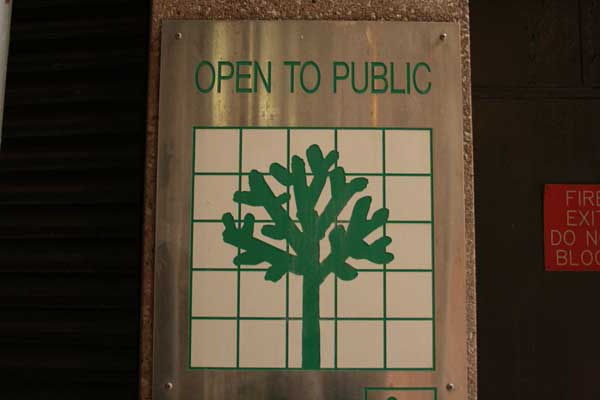 OPEN TO PUBLIC
FIRE
EXIT
DO